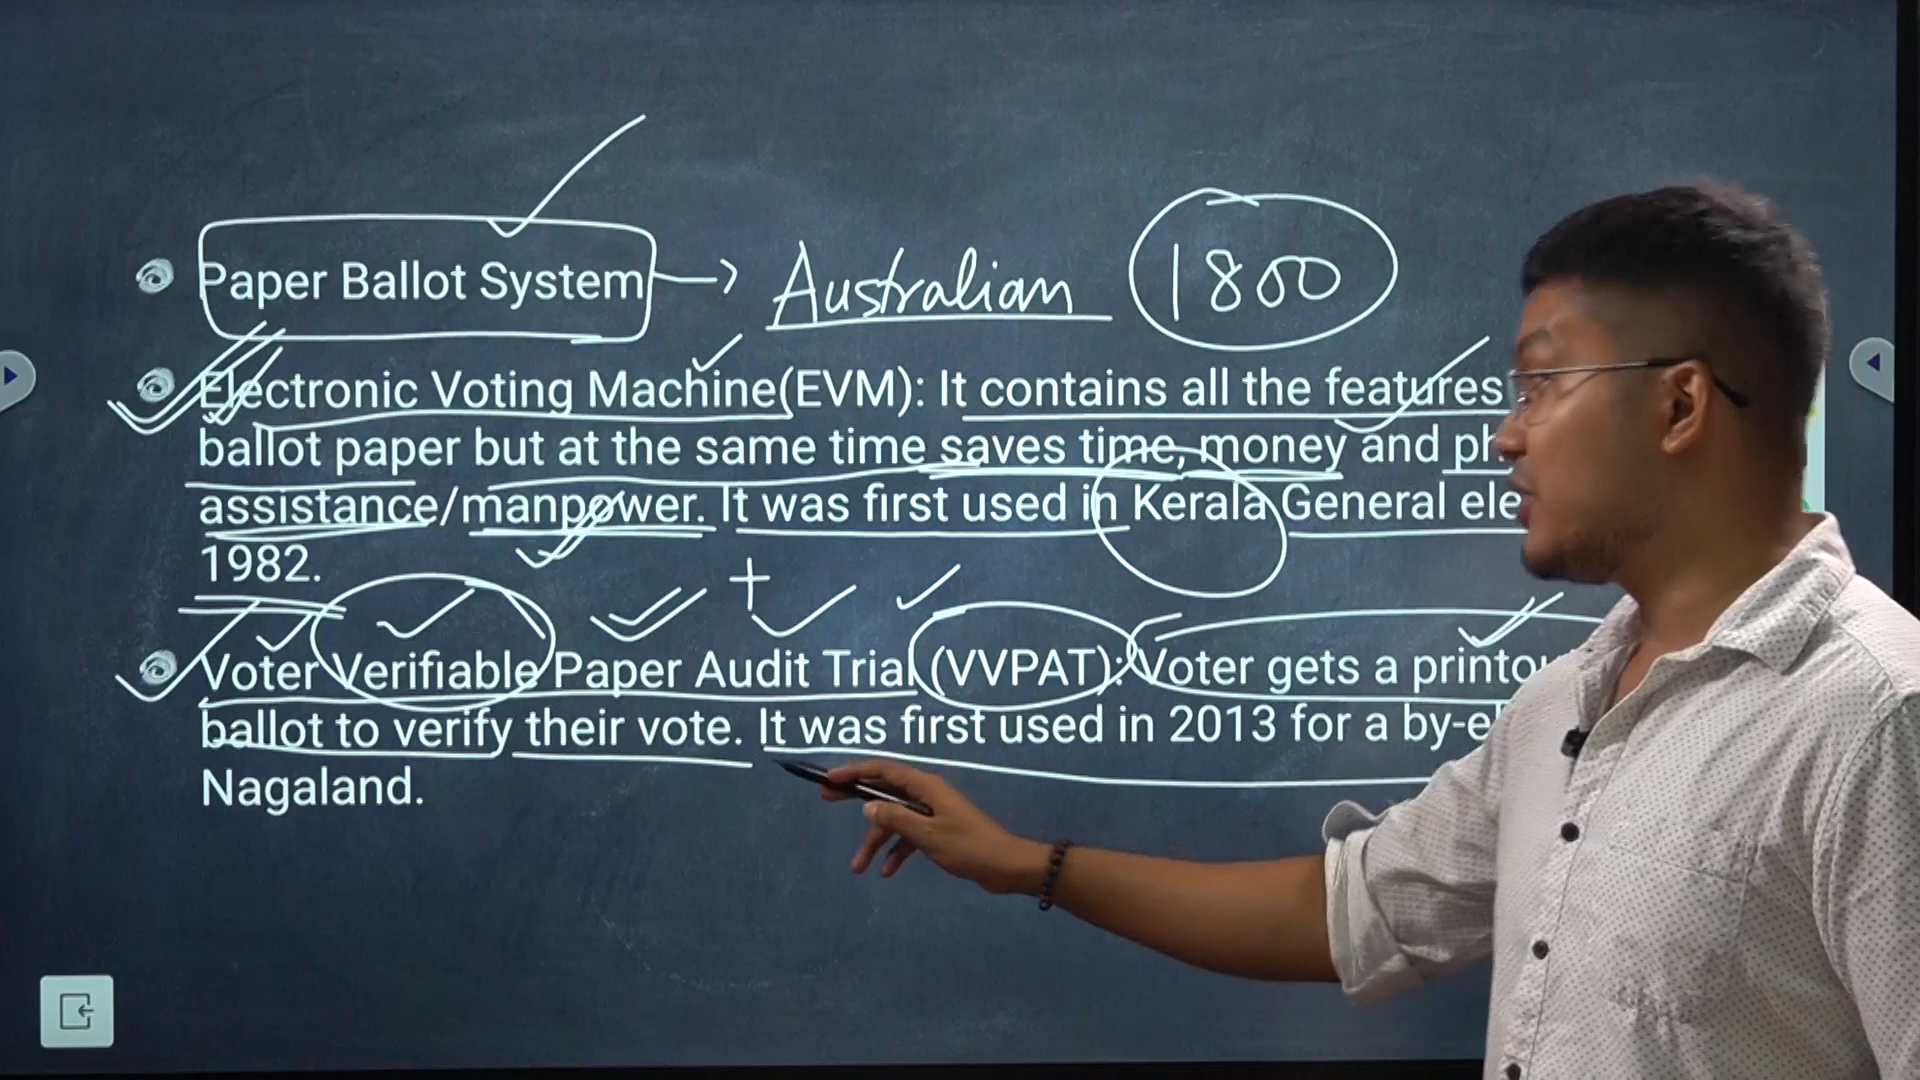 Paper Ballot System → Australian 1800
Electronic Voting Machine(EVM): It contains all the features
ballot paper but at the same time saves time, money and
assistance/manpower. It was first used in Kerala General
1982.
+
Voter Verifiable Paper Audit Trial (VVPAT): Voter gets a
ballot to verify their vote. It was first used in 2013 for a
Nagaland.